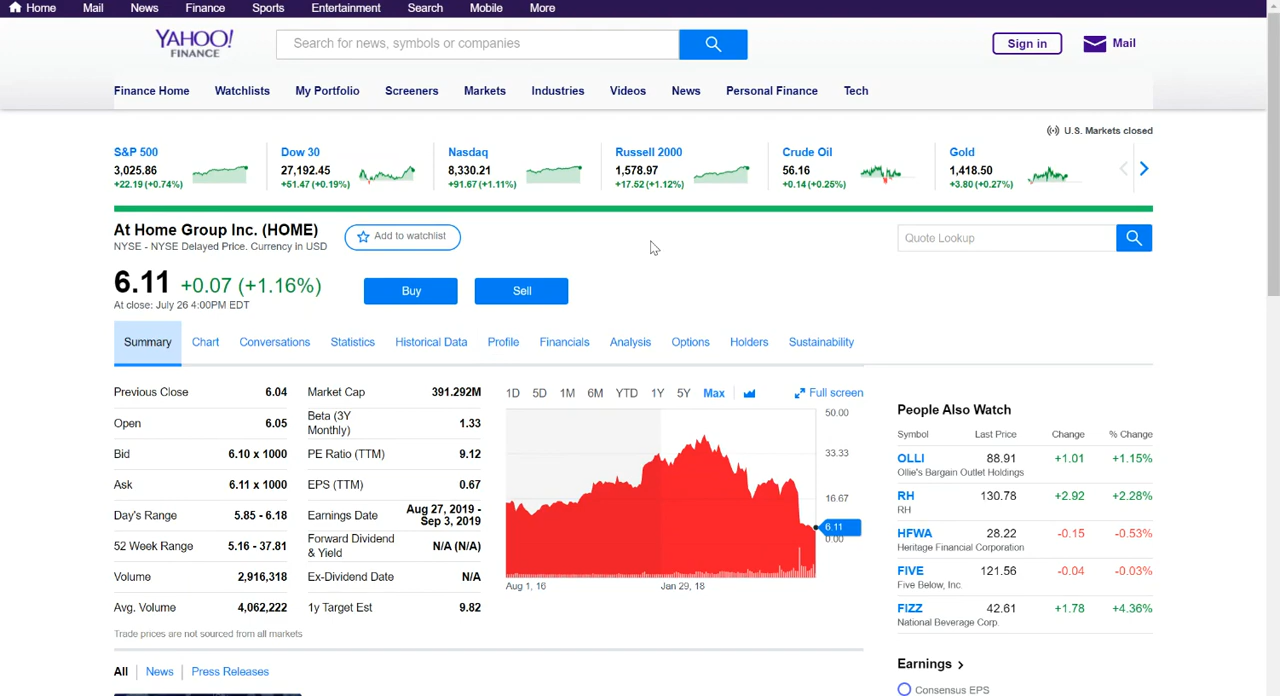 Home Mail News Finance Sports Entertainment Search Mobile More
YAHOO!
FINANCE
Search for news, symbols or companies
Sign in
Mail
Finance Home Watchlists My Portfolio Screeners Markets Industries Videos News Personal Finance Tech
U.S. Markets closed
S&P 500
3,025.86
+22.19 (+0.74%)
Dow 30
27,192.45
+51.47 (+0.19%)
Nasdaq
8,330.21
+91.67 (+1.11%)
Russell 2000
1,578.97
+17.52 (+1.12%)
Crude Oil
56.16
+0.14 (+0.25%)
Gold
1,418.50
+3.80 (+0.27%)
At Home Group Inc. (HOME)
NYSE - NYSE Delayed Price. Currency in USD
Add to watchlist
Quote Lookup
6.11 +0.07 (+1.16%)
At close: July 26 4:00PM EDT
Buy
Sell
Summary Chart Conversations Statistics Historical Data Profile Financials Analysis Options Holders Sustainability
Previous Close 6.04
Open 6.05
Bid 6.10 x 1000
Ask 6.11 x 1000
Day's Range 5.85 - 6.18
52 Week Range 5.16 - 37.81
Volume 2,916,318
Avg. Volume 4,062,222
Market Cap 391.292M
Beta (3Y
Monthly) 1.33
PE Ratio (TTM) 9.12
EPS (TTM) 0.67
Earnings Date Aug 27, 2019 -
Sep 3, 2019
Forward Dividend
& Yield N/A (N/A)
Ex-Dividend Date N/A
1y Target Est 9.82
Trade prices are not sourced from all markets
1D 5D 1M 6M YTD 1Y 5Y Max
Full screen
50.00
33.33
16.67
6.11
0.00
Aug 1, 16
Jan 29, 18
People Also Watch
Symbol Last Price Change % Change
OLLI 88.91 +1.01 +1.15%
Ollie's Bargain Outlet Holdings
RH 130.78 +2.92 +2.28%
RH
HFWA 28.22 -0.15 -0.53%
Heritage Financial Corporation
FIVE 121.56 -0.04 -0.03%
Five Below, Inc.
FIZZ 42.61 +1.78 +4.36%
National Beverage Corp.
Earnings
Consensus EPS
All News Press Releases